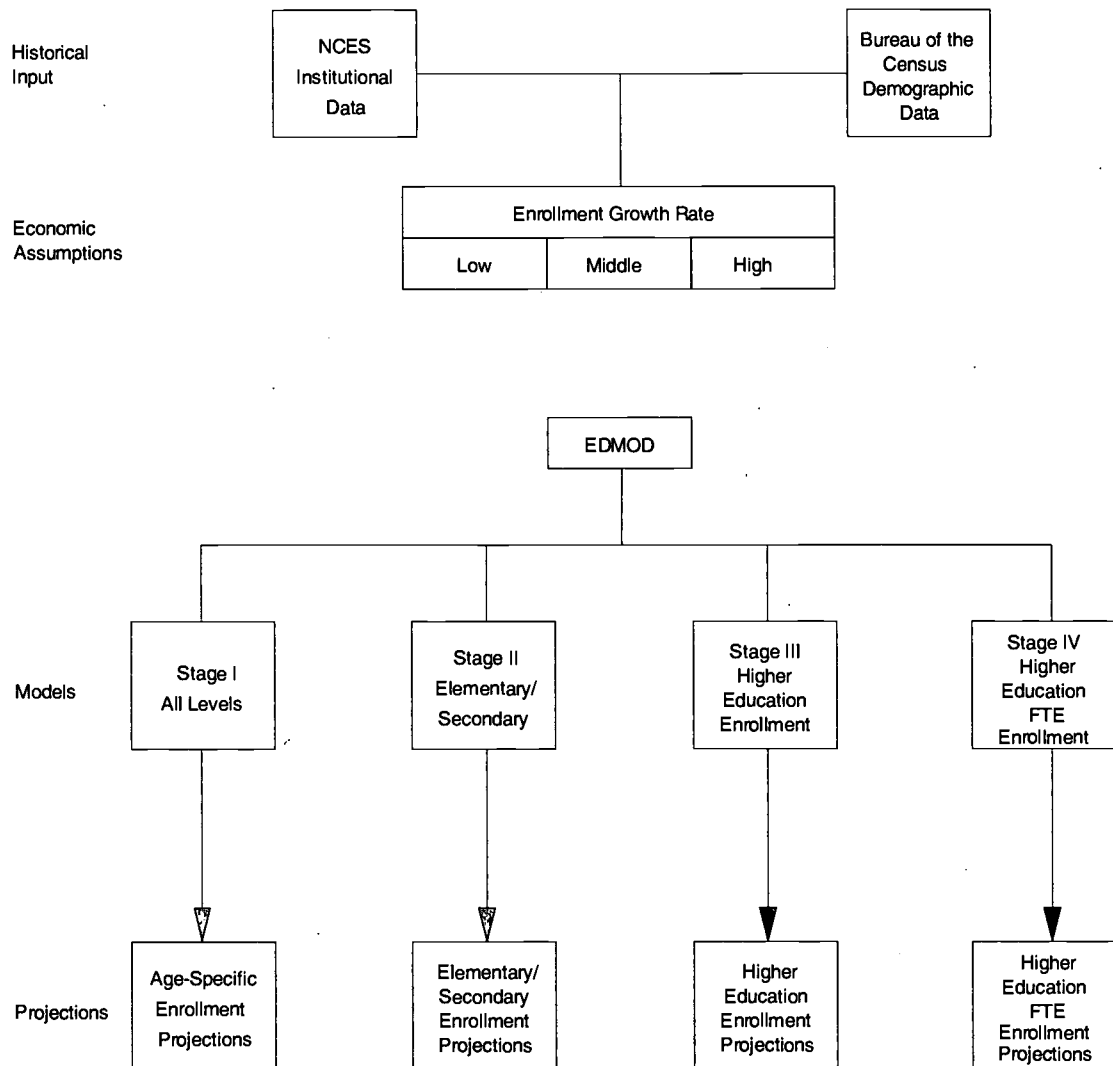 Historical
Input
NCES
Institutional
Data
Bureau of the
Census
Demographic
Data
Economic
Assumptions
Enrollment Growth Rate
Low
Middle
High
EDMOD
Models
Stage I
All Levels
Stage II
Elementary/
Secondary
Stage III
Higher
Education
Enrollment
Stage IV
Higher
Education
FTE
Enrollment
Projections
Age-Specific
Enrollment
Projections
Elementary/
Secondary
Enrollment
Projections
Higher
Education
Enrollment
Projections
Higher
Education
FTE
Enrollment
Projections